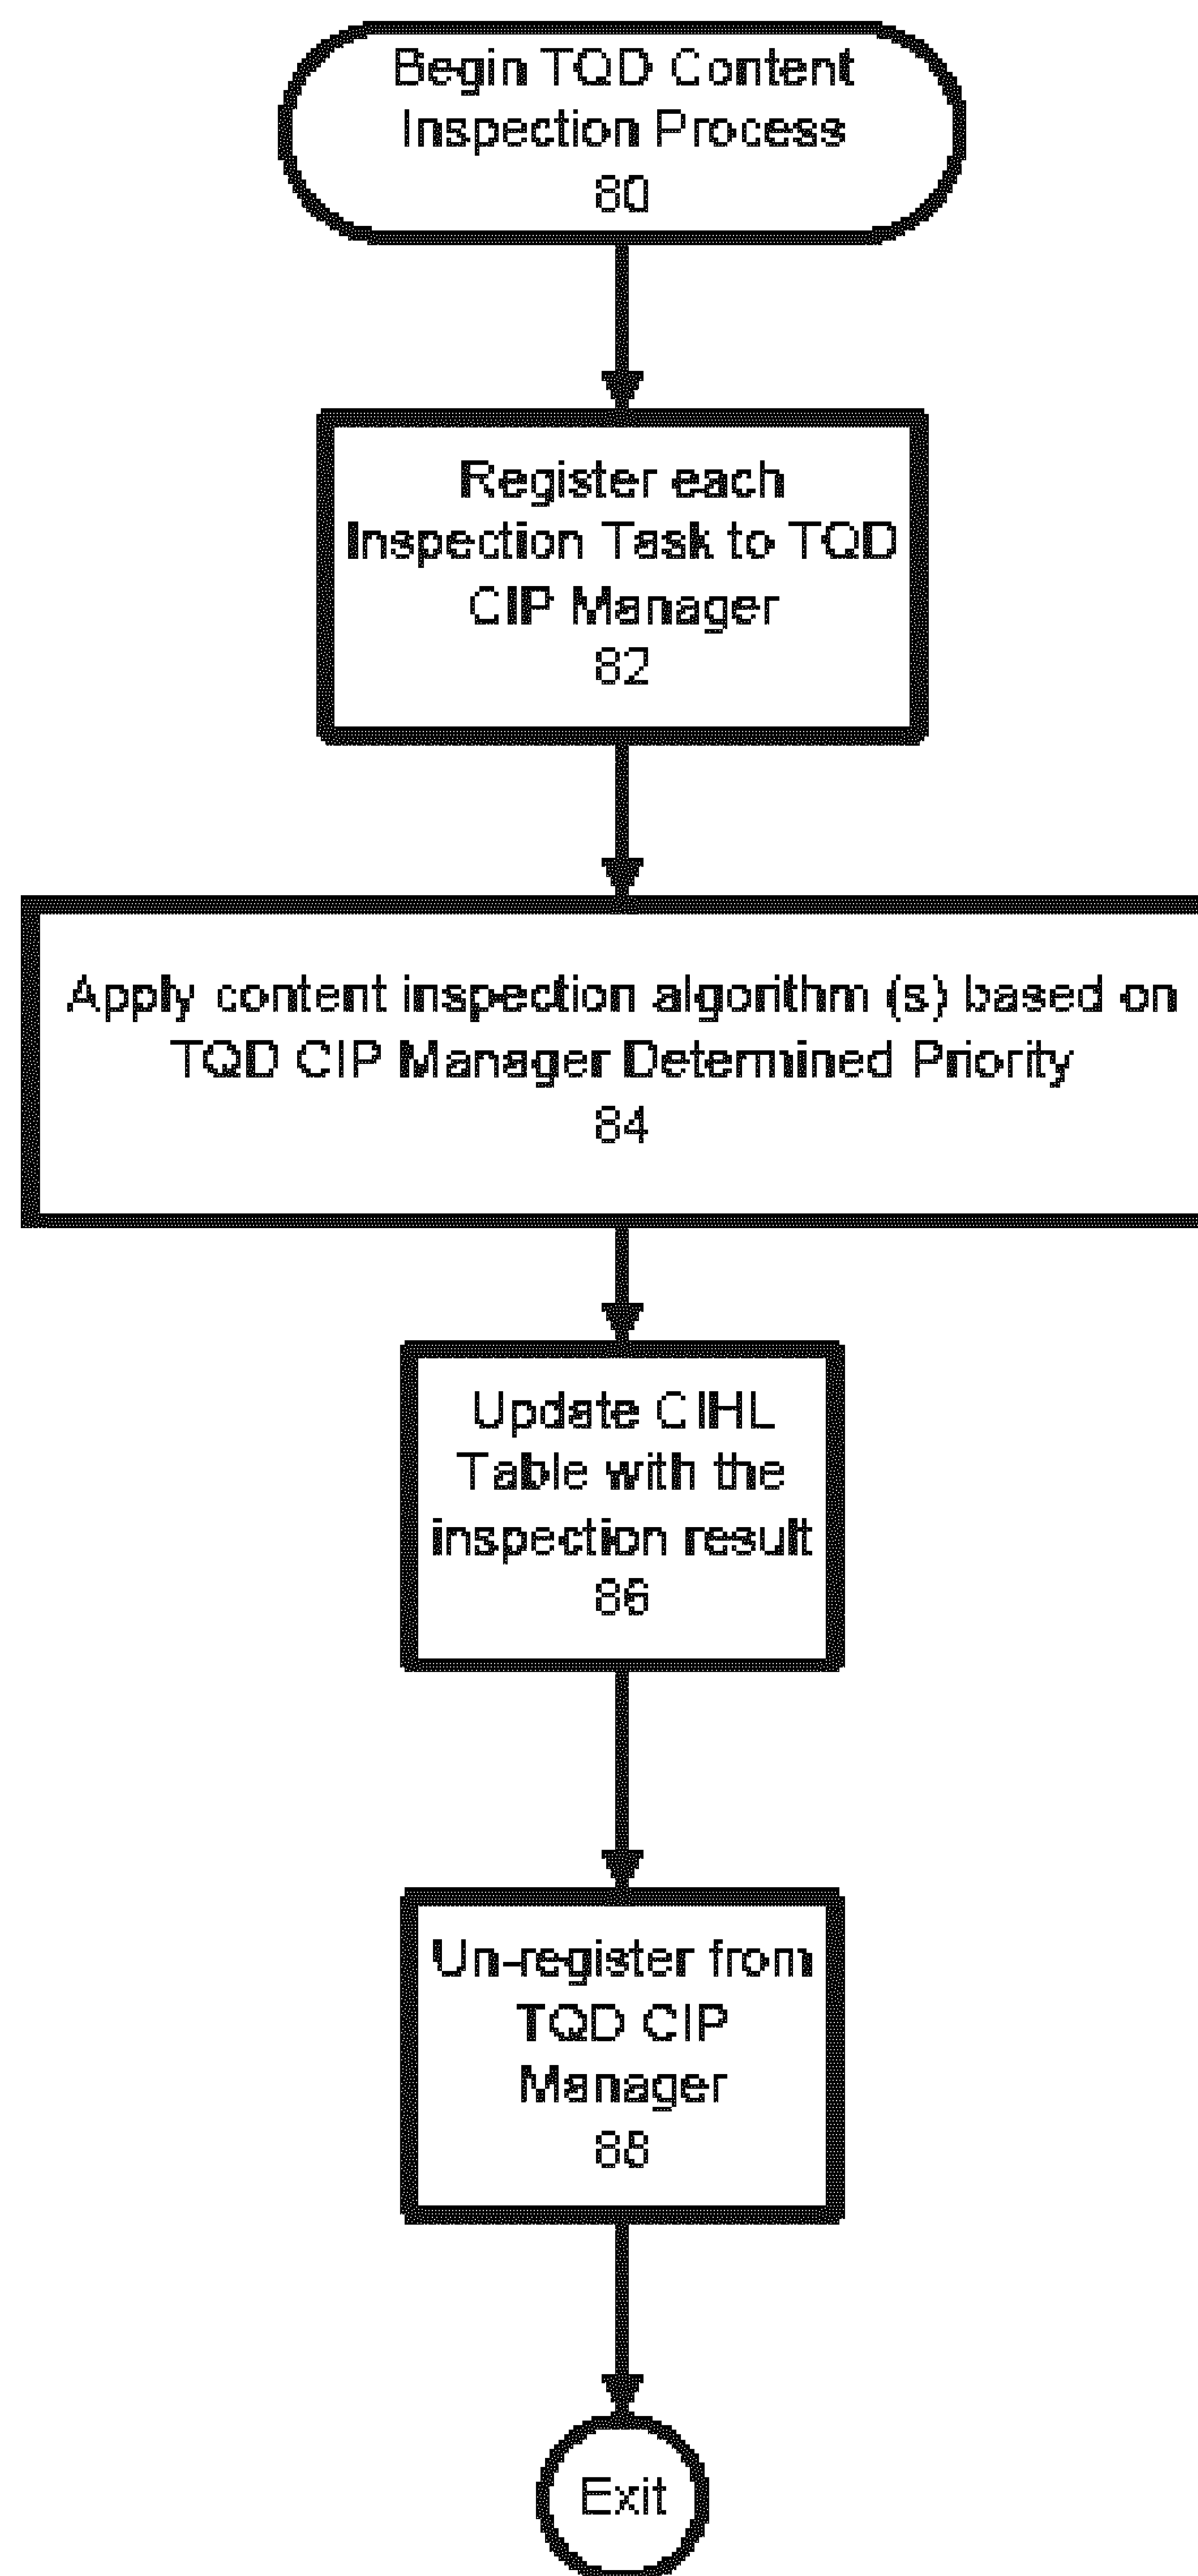 Begin TQD Content
Inspection Process
80
Register each
Inspection Task to TQD
CIP Manager
82
Apply content inspection algorithm (s) based on
TQD CIP Manager Determined Priority
84
Update CIHL
Table with the
inspection result
86
Un-register from
TQD CIP
Manager
88
Exit